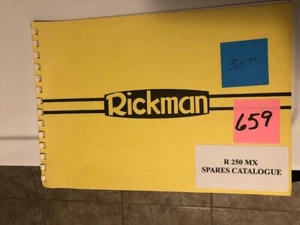 Rickman
659
R 250 MX
SPARES CATALOGUE